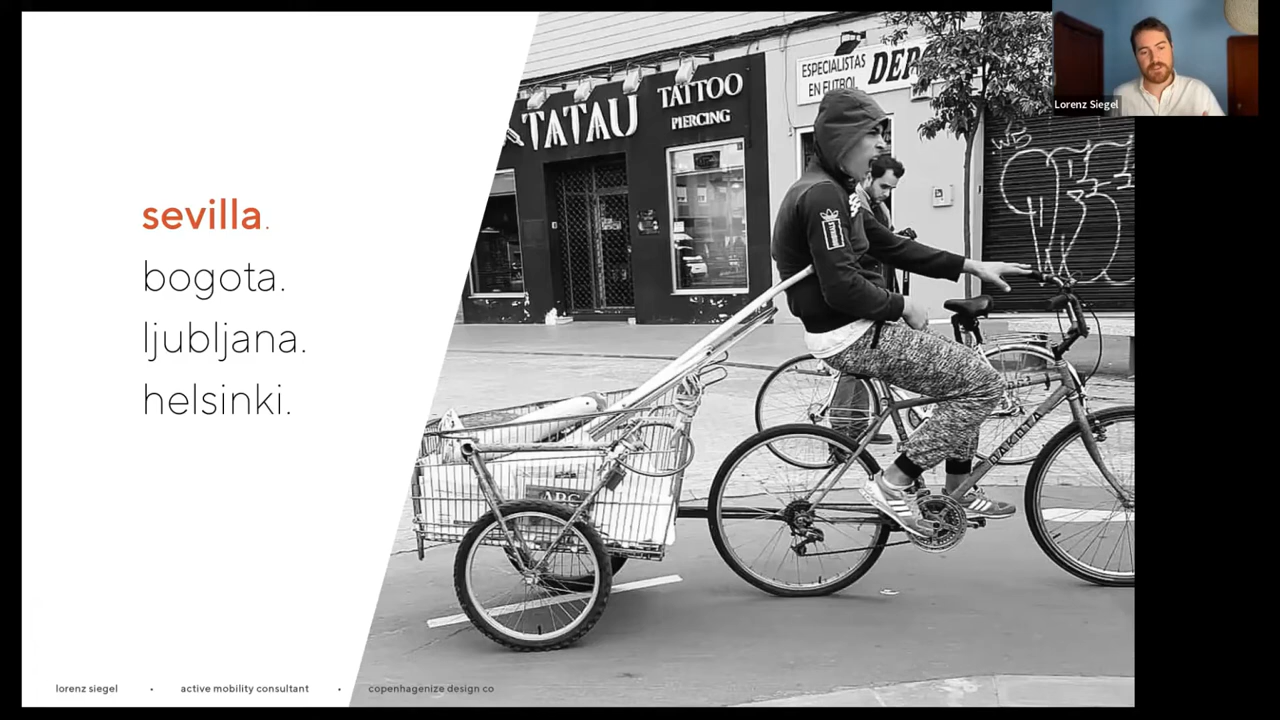 sevilla.
bogota.
ljubljana.
helsinki.
lorenz siegel • active mobility consultant • copenhagenize design co
TATAU
TATTOO
PIERCING
ESPECIALISTAS
EN FUTBOL
DEP
DAKOTA
Lorenz Siegel